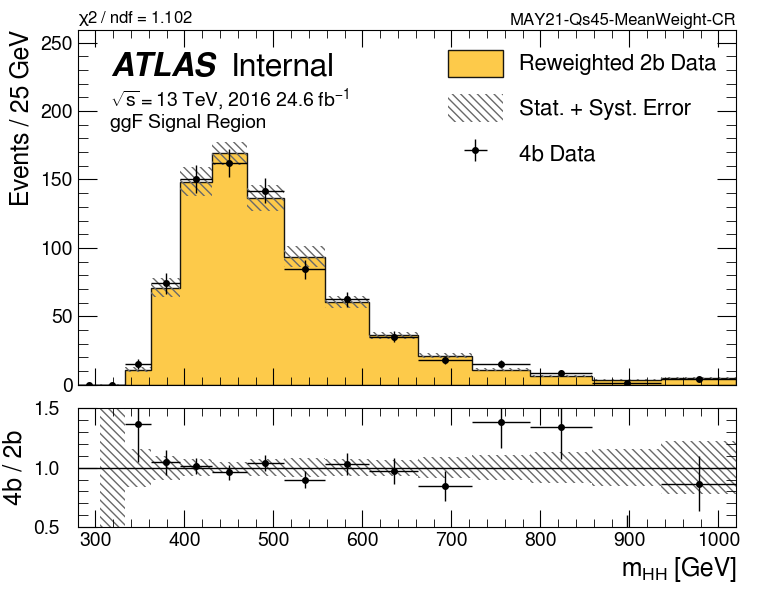 χ2 / ndf = 1.102
MAY21-Qs45-MeanWeight-CR
Events / 25 GeV
250
200
150
100
50
0
ATLAS Internal
√s = 13 TeV, 2016 24.6 fb−1
ggF Signal Region
Reweighted 2b Data
Stat. + Syst. Error
4b Data
4b / 2b
1.5
1.0
0.5
300 400 500 600 700 800 900 1000
mHH [GeV]